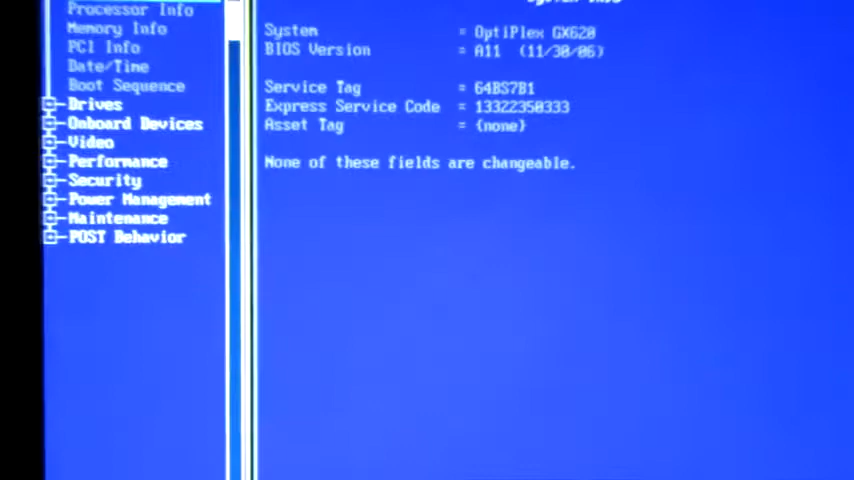 System Info
Processor Info
Memory Info
PCI Info
Date/Time
Boot Sequence
Drives
Onboard Devices
Video
Performance
Security
Power Management
Maintenance
POST Behavior
System = OptiPlex GX620
BIOS Version = A11 (11/30/06)
Service Tag = 64BS7B1
Express Service Code = 13322350333
Asset Tag = {none}
None of these fields are changeable.